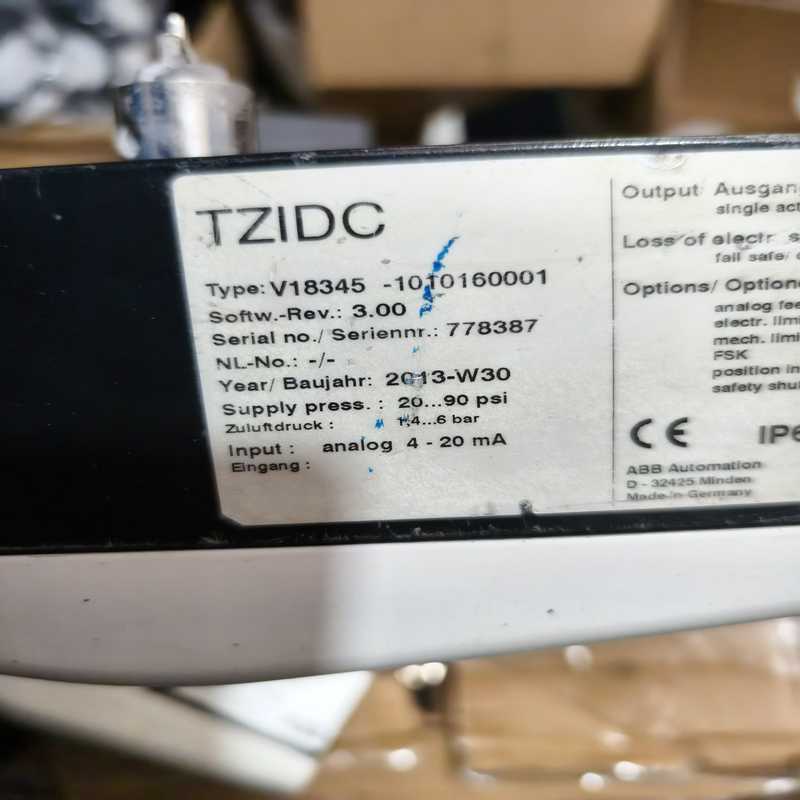 TZIDC
Type: V18345 -1010160001
Softw.-Rev.: 3.00
Serial no./ Seriennr.: 778387
NL-No.: -/-
Year/ Baujahr: 2013-W30
Supply press. : 20...90 psi
Zuluftdruck : 1,4...6 bar
Input : analog 4 - 20 mA
Eingang :
Output/ Ausgan
single act
Loss of electr s
fail safe/
Options/ Option
analog fee
electr. limi
mech. limi
FSK
position in
safety shu
CE IP6
ABB Automation
D - 32425 Minden
Made-in-Germany